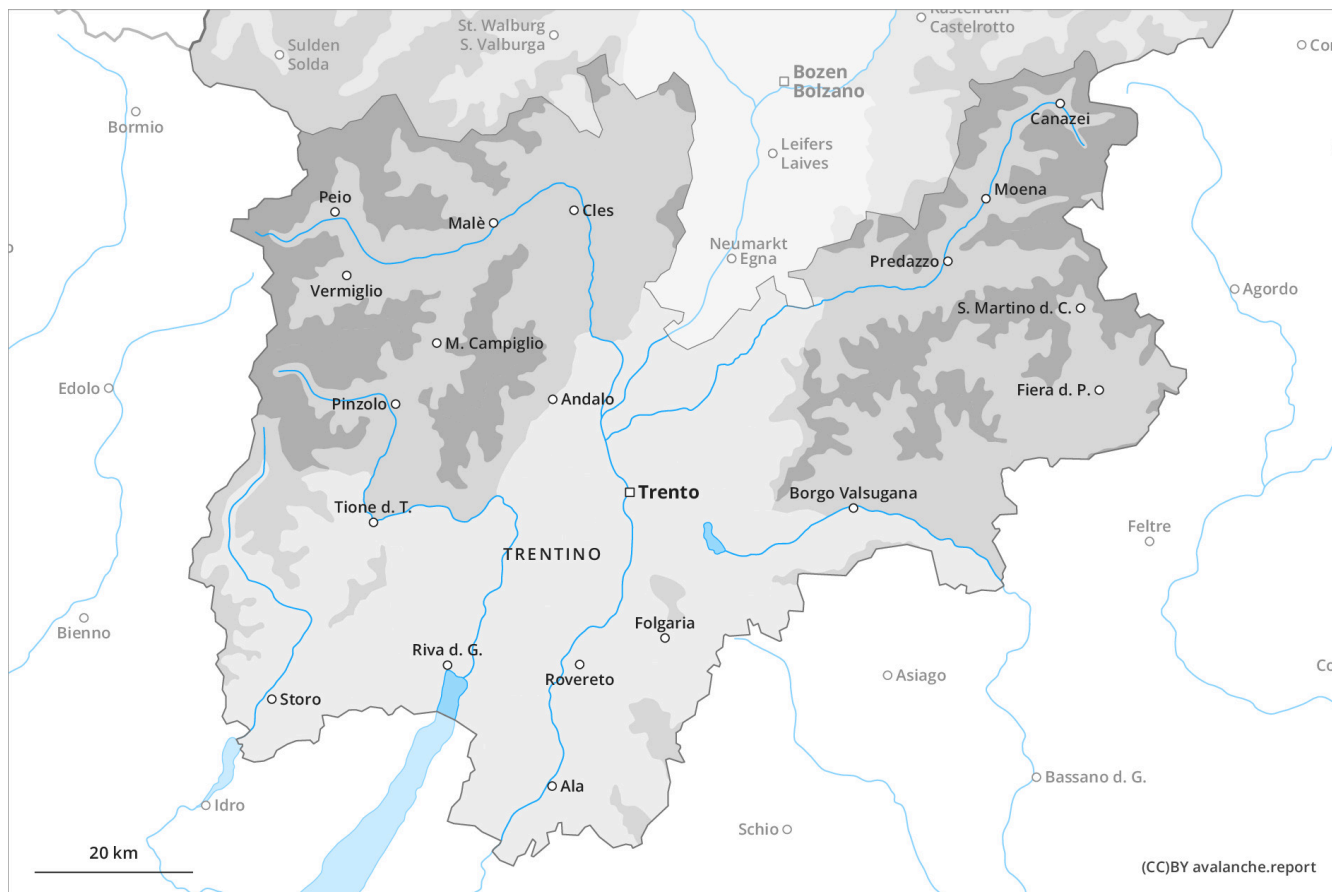 Kastelruth
Castelrotto
St. Walburg
S. Valburga
Sulden
Solda
Bozen
Bolzano
Bormio
Canazei
Leifers
Laives
Moena
Peio
Malè
Cles
Neumarkt
Egna
Predazzo
Vermiglio
Agordo
S. Martino d. C.
M. Campiglio
Edolo
Fiera d. P.
Pinzolo
Andalo
Trento
Borgo Valsugana
Tione d. T.
Feltre
TRENTINO
Bienno
Folgaria
Riva d. G.
Rovereto
Asiago
Storo
Bassano d. G.
Ala
Idro
Schio
20 km
(CC)BY avalanche.report